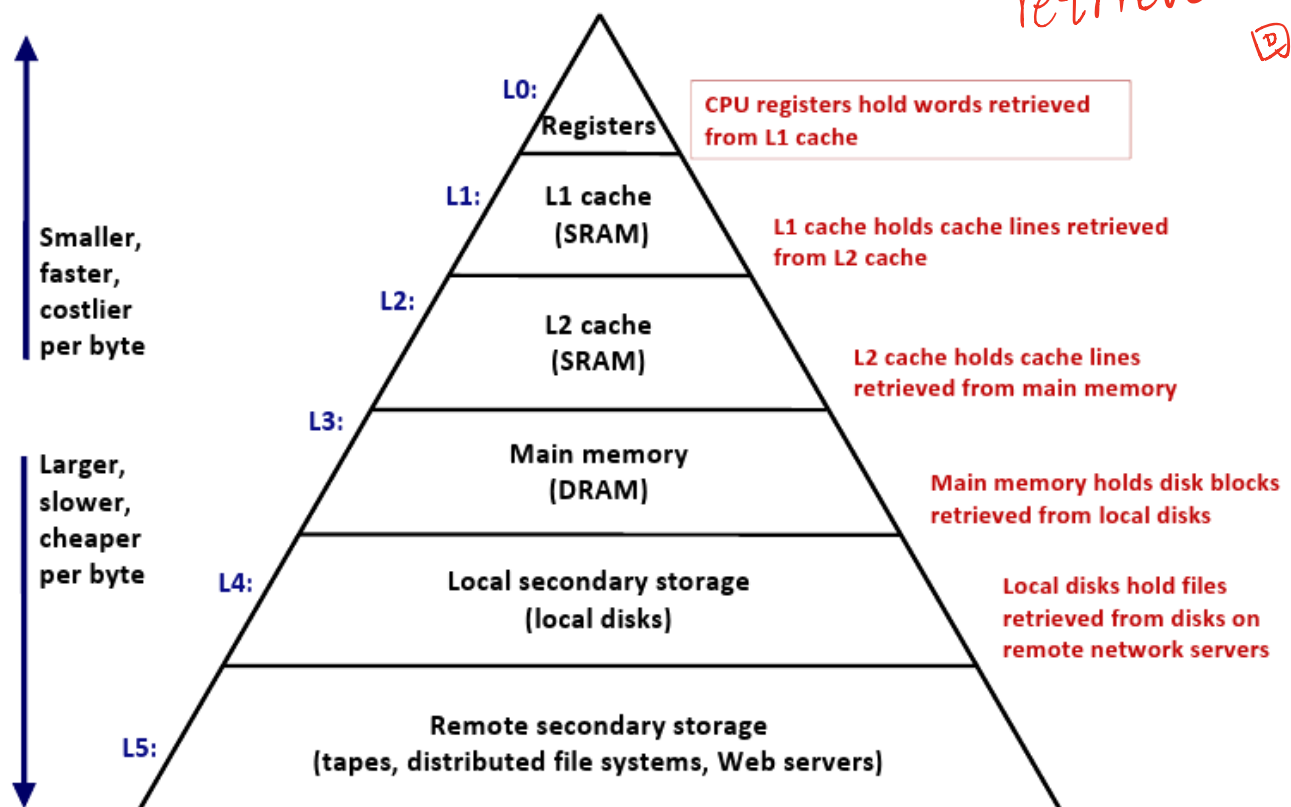 retrieve
D
L0:
Registers
CPU registers hold words retrieved
from L1 cache
L1:
L1 cache
(SRAM)
L1 cache holds cache lines retrieved
from L2 cache
Smaller,
faster,
costlier
per byte
L2:
L2 cache
(SRAM)
L2 cache holds cache lines
retrieved from main memory
L3:
Main memory
(DRAM)
Larger,
slower,
cheaper
per byte
Main memory holds disk blocks
retrieved from local disks
L4:
Local secondary storage
(local disks)
Local disks hold files
retrieved from disks on
remote network servers
L5:
Remote secondary storage
(tapes, distributed file systems, Web servers)